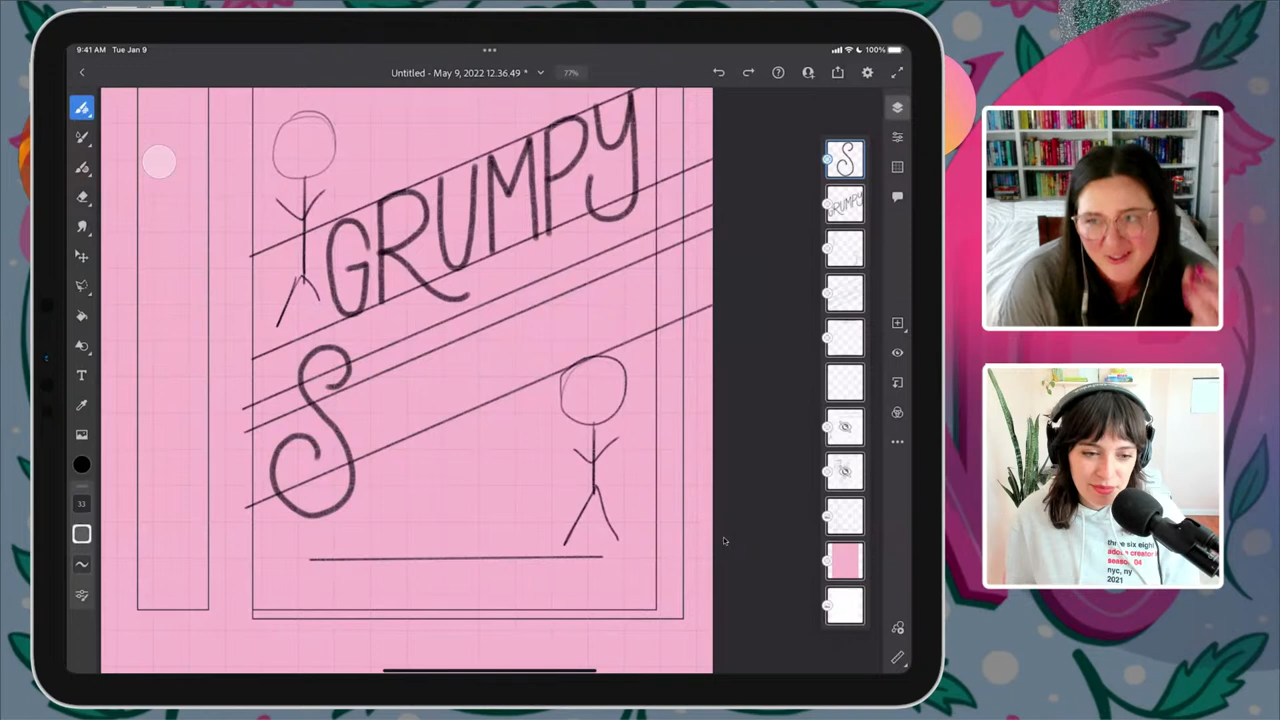 9:41 AM Tue Jan 9
100%
Untitled - May 9, 2022 12.36.49 *
77%
GRUMPY
S
33
T
S
GRUMPY
three six eight
adobe creator
season 04
nyc, ny
2021